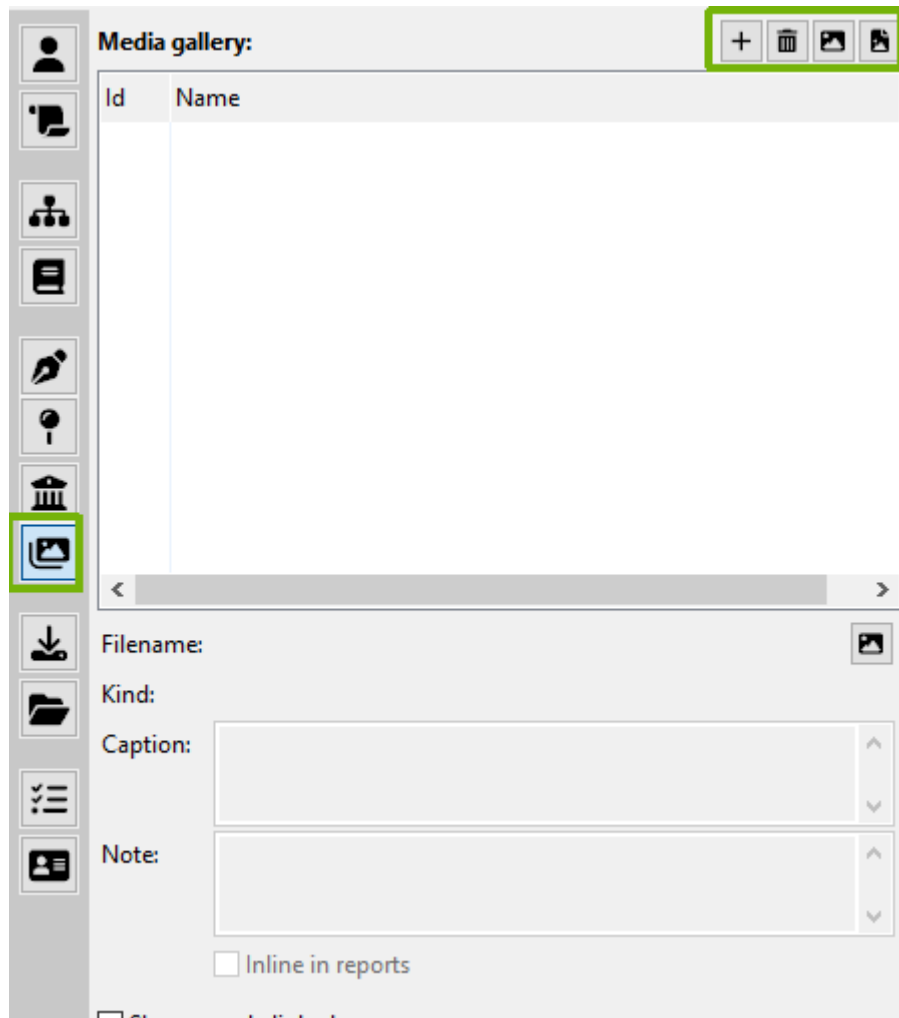 Media gallery:
Id Name
Filename:
Kind:
Caption:
Note:
Inline in reports